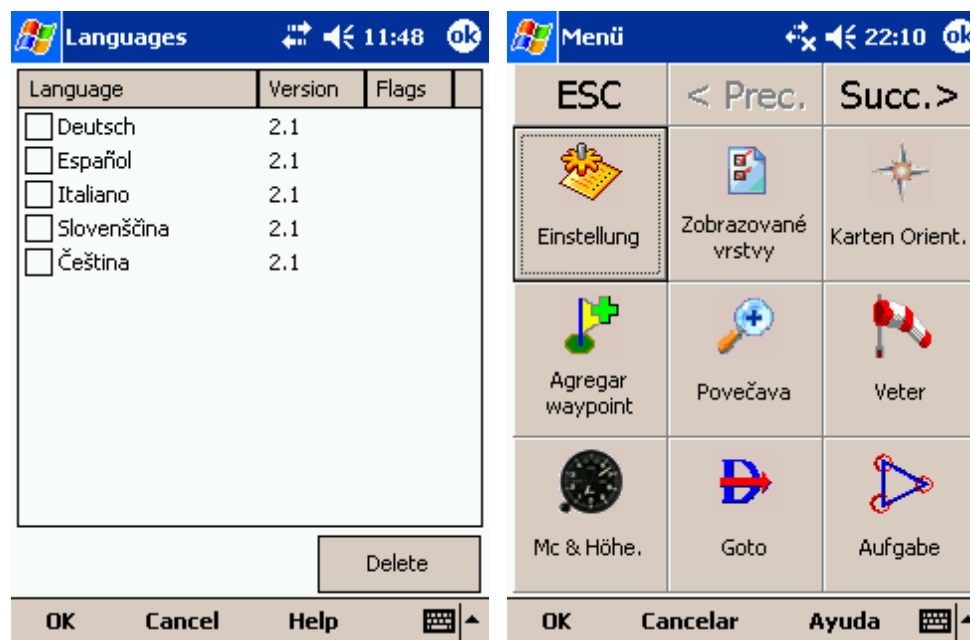 Languages 11:48 ok
Language Version Flags
Deutsch 2.1
Español 2.1
Italiano 2.1
Slovenščina 2.1
Čeština 2.1
Delete
OK Cancel Help
Menü 22:10 ok
ESC < Prec. Succ.>
Einstellung
Zobrazované
vrstvy
Karten Orient.
Agregar
waypoint
Povečava
Veter
Mc & Höhe.
Goto
Aufgabe
OK Cancelar Ayuda